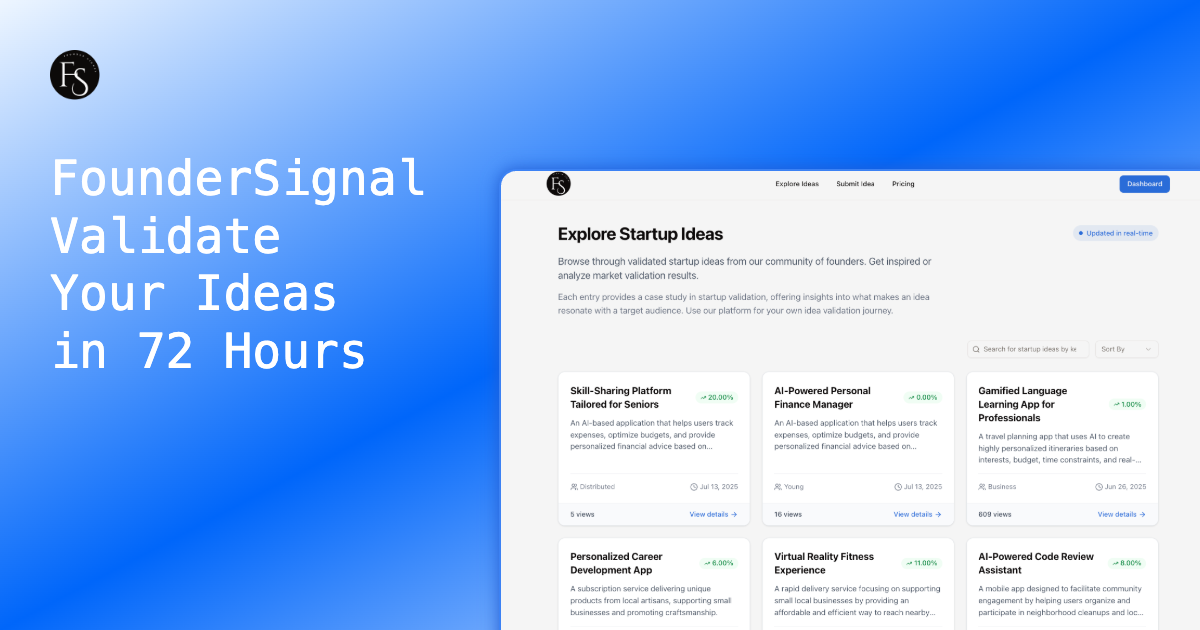 FS
FounderSignal
Validate
Your Ideas
in 72 Hours
FS
Explore Ideas Submit Idea Pricing Dashboard
Explore Startup Ideas
Updated in real-time
Browse through validated startup ideas from our community of founders. Get inspired or
analyze market validation results.
Each entry provides a case study in startup validation, offering insights into what makes an idea
resonate with a target audience. Use our platform for your own idea validation journey.
Search for startup ideas by ke
Sort By
Skill-Sharing Platform
Tailored for Seniors
20.00%
An AI-based application that helps users track
expenses, optimize budgets, and provide
personalized financial advice based on...
Distributed
Jul 13, 2025
5 views
View details →
AI-Powered Personal
Finance Manager
0.00%
An AI-based application that helps users track
expenses, optimize budgets, and provide
personalized financial advice based on...
Young
Jul 13, 2025
16 views
View details →
Gamified Language
Learning App for
Professionals
1.00%
A travel planning app that uses AI to create
highly personalized itineraries based on
interests, budget, time constraints, and real-...
Business
Jun 26, 2025
609 views
View details →
Personalized Career
Development App
6.00%
A subscription service delivering unique
products from local artisans, supporting small
businesses and promoting craftsmanship.
Virtual Reality Fitness
Experience
11.00%
A rapid delivery service focusing on supporting
small local businesses by providing an
affordable and efficient way to reach nearby...
AI-Powered Code Review
Assistant
8.00%
A mobile app designed to facilitate community
engagement by helping users organize and
participate in neighborhood cleanups and loc...